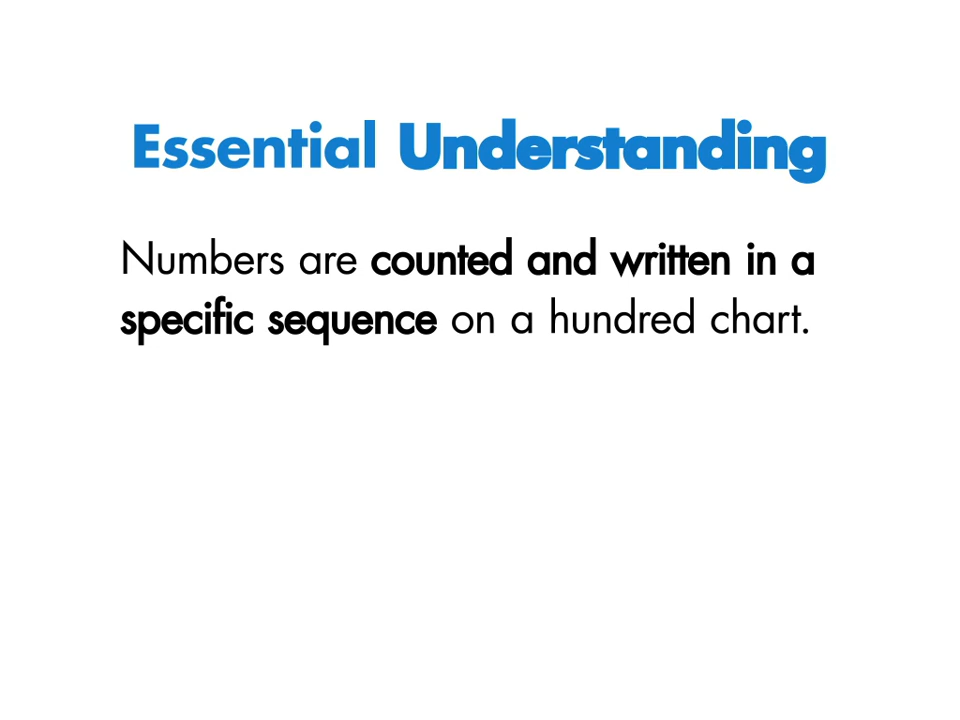 Essential Understanding
Numbers are counted and written in a
specific sequence on a hundred chart.